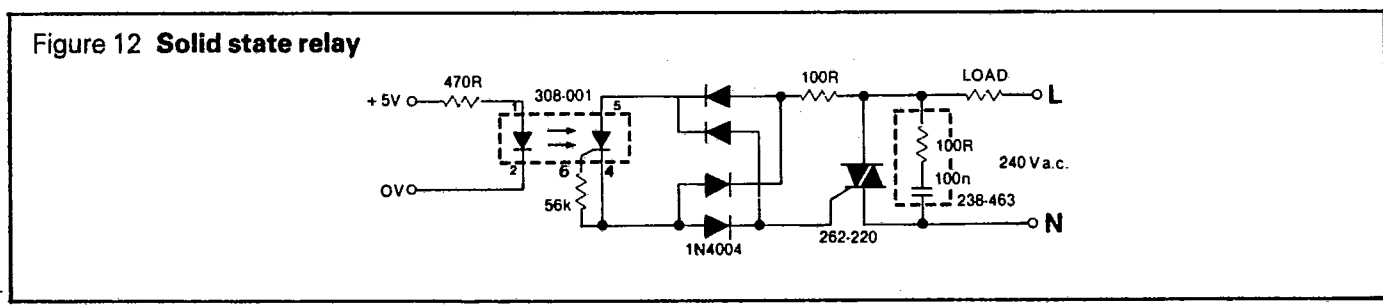 Figure 12 Solid state relay
470R
+ 5V
1
308-001
5
100R
LOAD
L
2
6
4
56k
0V
1N4004
262-220
100R
100n
238-463
240 V a.c.
N